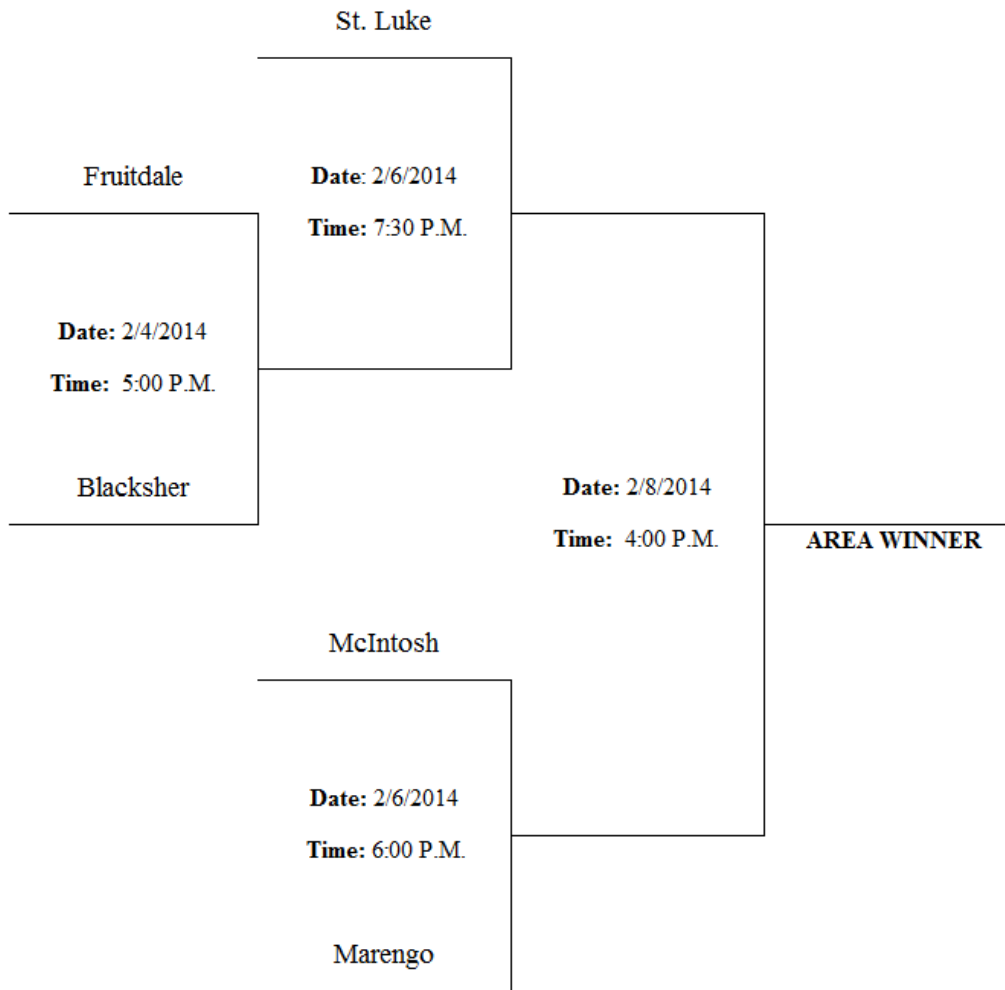 St. Luke
Fruitdale
Date: 2/6/2014
Time: 7:30 P.M.
Date: 2/4/2014
Time: 5:00 P.M.
Blacksher
Date: 2/8/2014
Time: 4:00 P.M.
AREA WINNER
McIntosh
Date: 2/6/2014
Time: 6:00 P.M.
Marengo